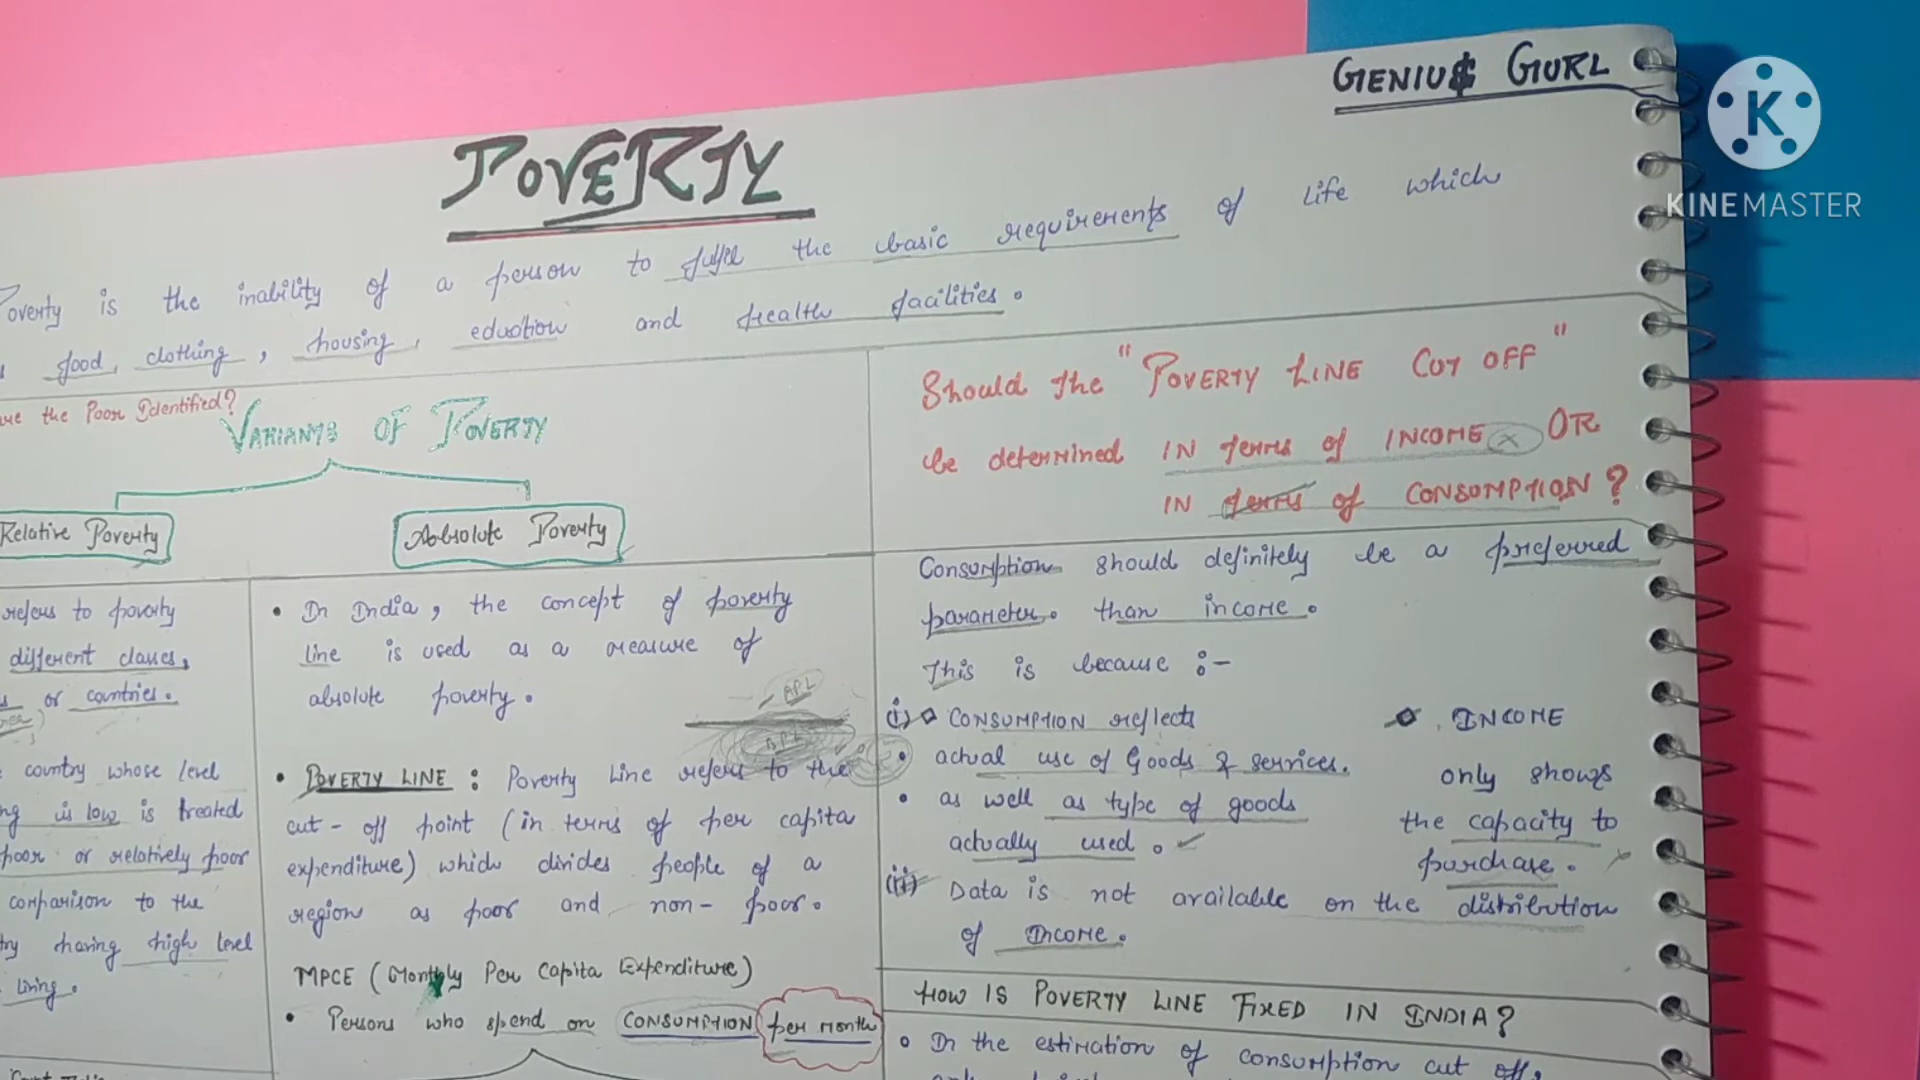 GENIU$ GURL
K
KINEMASTER
POVERTY
Poverty is the inability of a person to fulfil the basic requirements of life which
food, clothing, housing, eduction and health facilities.
the Poor Identified?
VARIANTS OF POVERTY
Relative Poverty
Absolute Poverty
refers to poverty
different classes,
or countries.
country whose level
is low is treated
poor or relatively poor
comparison to the
having high level
living.
• In India, the concept of poverty
line is used as a measure of
absolute poverty.
APL
BPL
• POVERTY LINE : Poverty Line refers to the
cut-off point (in terms of per capita
expenditure) which divides people of a
region as poor and non-poor.
MPCE (Monthly Per Capita Expenditure)
• Persons who spend on CONSUMPTION per month
Should the "POVERTY LINE CUT OFF"
be determined IN terms of INCOME x OR
IN terms of CONSUMPTION?
Consumption should definitely be a preferred
parameter. than income.
This is because :-
(i) CONSUMPTION reflects
• actual use of Goods & services.
• as well as type of goods
actually used.
INCOME
only shows
the capacity to
purchase.
(ii) Data is not available on the distribution
of Income.
HOW IS POVERTY LINE FIXED IN INDIA?
• In the estimation of consumption cut off,